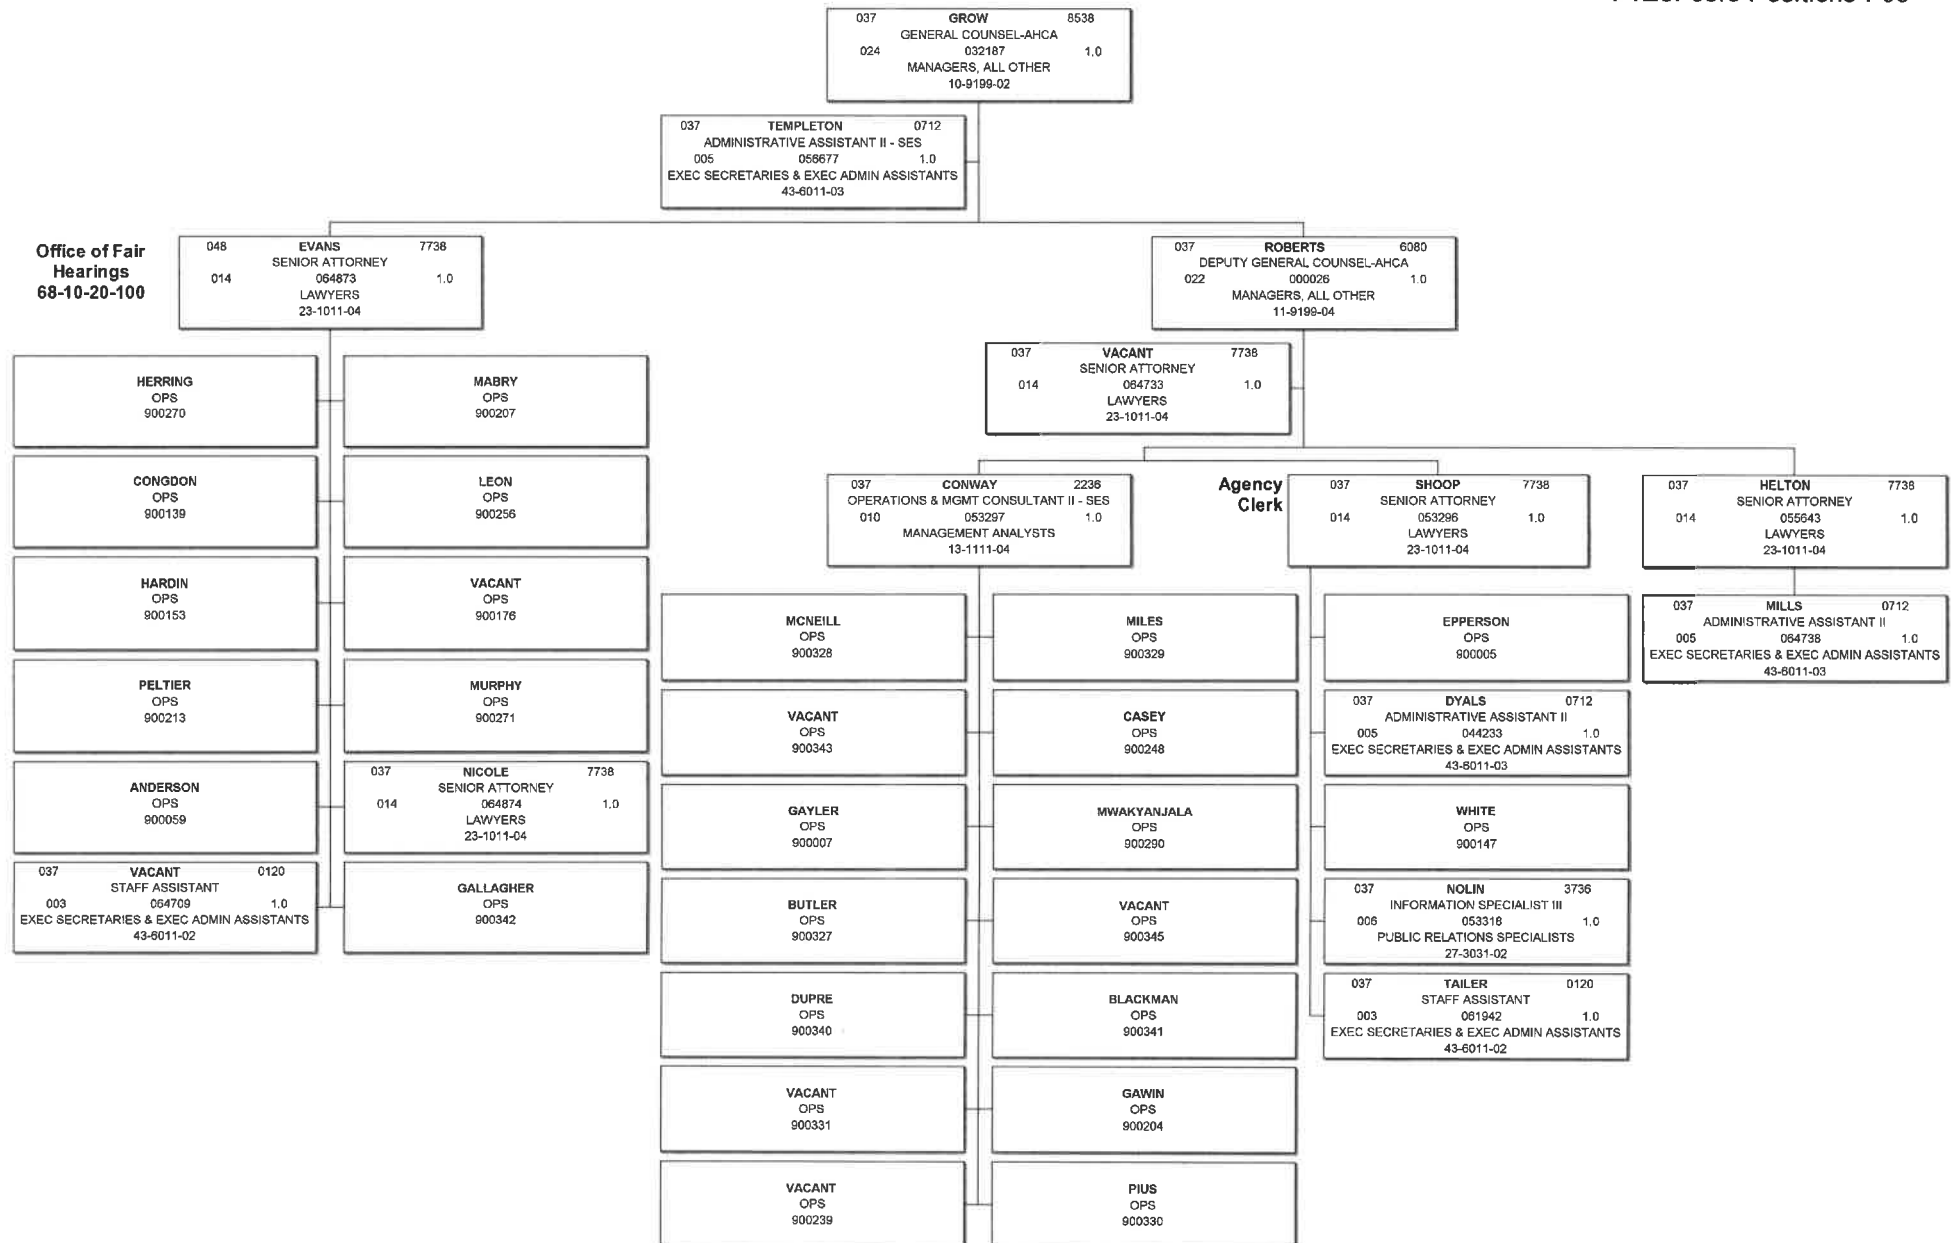 037 GROW 8538
GENERAL COUNSEL-AHCA
024 032187 1.0
MANAGERS, ALL OTHER
10-9199-02
037 TEMPLETON 0712
ADMINISTRATIVE ASSISTANT II - SES
005 056677 1.0
EXEC SECRETARIES & EXEC ADMIN ASSISTANTS
43-6011-03
Office of Fair
Hearings
68-10-20-100
048 EVANS 7738
SENIOR ATTORNEY
014 064873 1.0
LAWYERS
23-1011-04
037 ROBERTS 6080
DEPUTY GENERAL COUNSEL-AHCA
022 000026 1.0
MANAGERS, ALL OTHER
11-9199-04
037 VACANT 7738
SENIOR ATTORNEY
014 064733 1.0
LAWYERS
23-1011-04
HERRING
OPS
900270
MABRY
OPS
900207
CONGDON
OPS
900139
LEON
OPS
900256
HARDIN
OPS
900153
VACANT
OPS
900176
PELTIER
OPS
900213
MURPHY
OPS
900271
ANDERSON
OPS
900059
037 NICOLE 7738
SENIOR ATTORNEY
014 064874 1.0
LAWYERS
23-1011-04
037 VACANT 0120
STAFF ASSISTANT
003 064709 1.0
EXEC SECRETARIES & EXEC ADMIN ASSISTANTS
43-6011-02
GALLAGHER
OPS
900342
037 CONWAY 2236
OPERATIONS & MGMT CONSULTANT II - SES
010 053297 1.0
MANAGEMENT ANALYSTS
13-1111-04
Agency
Clerk
037 SHOOP 7738
SENIOR ATTORNEY
014 053296 1.0
LAWYERS
23-1011-04
037 HELTON 7738
SENIOR ATTORNEY
014 055643 1.0
LAWYERS
23-1011-04
MCNEILL
OPS
900328
MILES
OPS
900329
VACANT
OPS
900343
CASEY
OPS
900248
GAYLER
OPS
900007
MWAKYANJALA
OPS
900290
BUTLER
OPS
900327
VACANT
OPS
900345
DUPRE
OPS
900340
BLACKMAN
OPS
900341
VACANT
OPS
900331
GAWIN
OPS
900204
VACANT
OPS
900239
PIUS
OPS
900330
EPPERSON
OPS
900005
037 DYALS 0712
ADMINISTRATIVE ASSISTANT II
005 044233 1.0
EXEC SECRETARIES & EXEC ADMIN ASSISTANTS
43-6011-03
WHITE
OPS
900147
037 NOLIN 3736
INFORMATION SPECIALIST III
006 053318 1.0
PUBLIC RELATIONS SPECIALISTS
27-3031-02
037 TAILER 0120
STAFF ASSISTANT
003 061942 1.0
EXEC SECRETARIES & EXEC ADMIN ASSISTANTS
43-6011-02
037 MILLS 0712
ADMINISTRATIVE ASSISTANT II
005 064738 1.0
EXEC SECRETARIES & EXEC ADMIN ASSISTANTS
43-6011-03